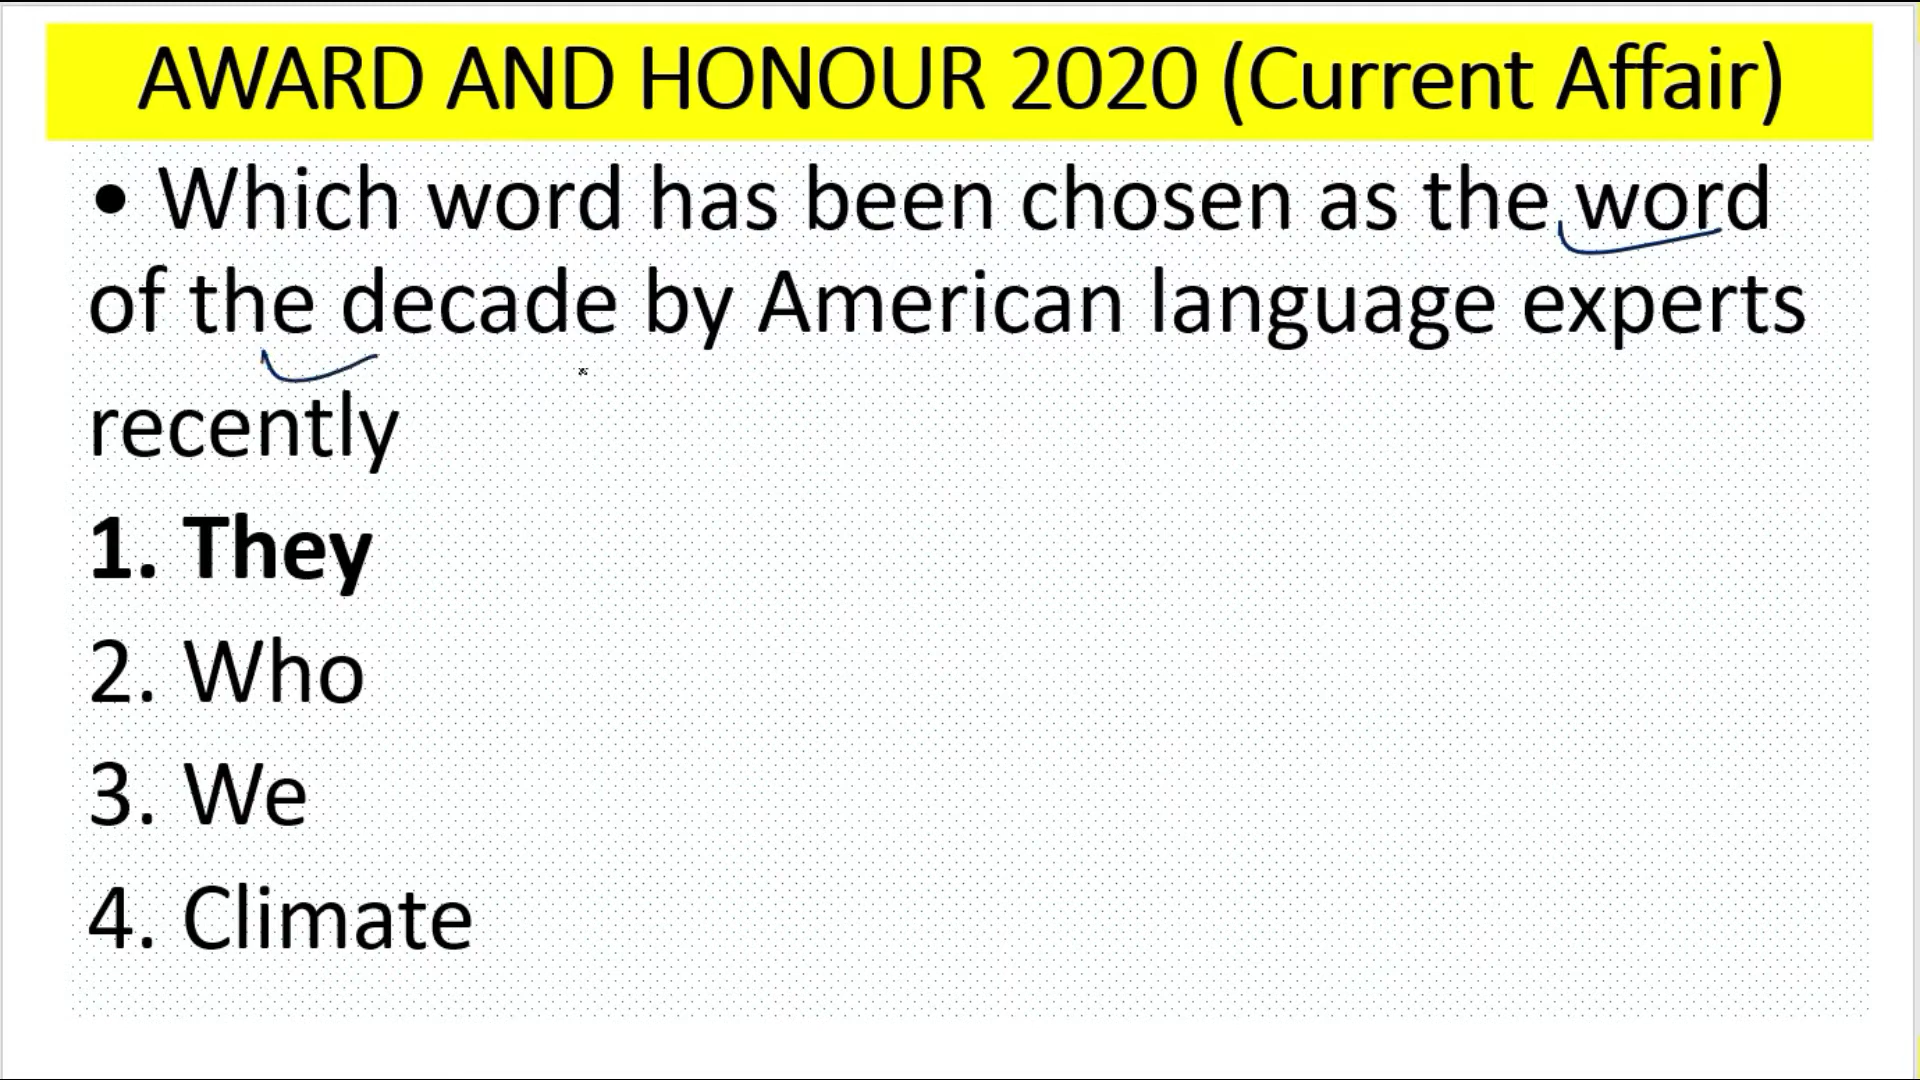 AWARD AND HONOUR 2020 (Current Affair)
• Which word has been chosen as the word
of the decade by American language experts
recently
1. They
2. Who
3. We
4. Climate